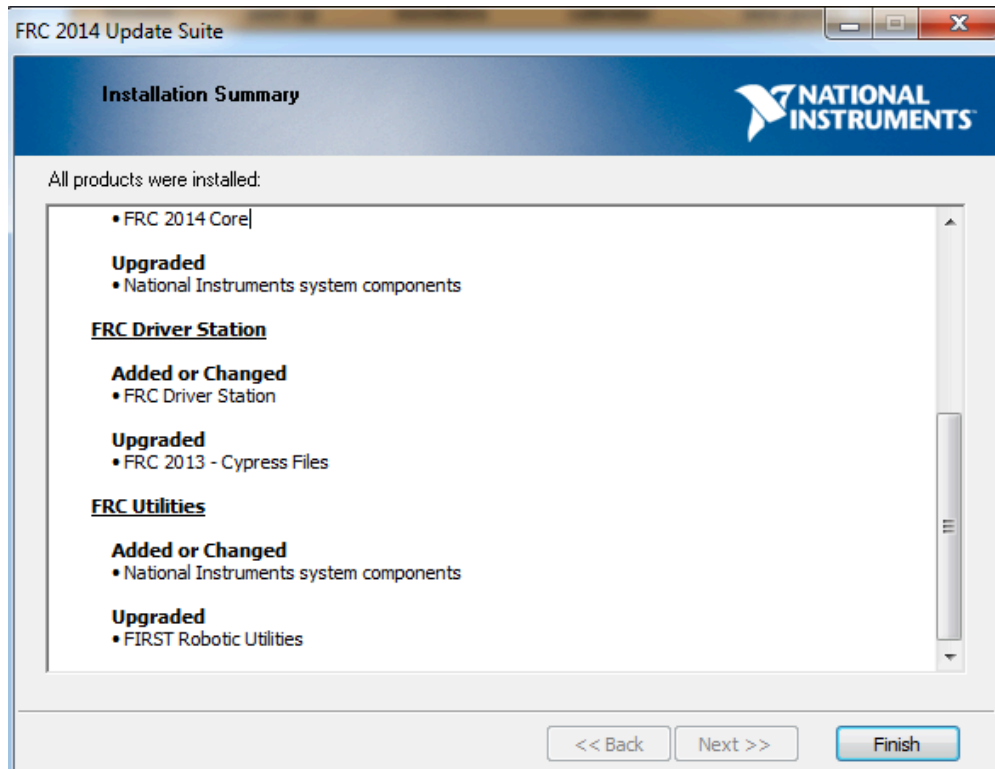 FRC 2014 Update Suite
Installation Summary
NATIONAL
INSTRUMENTS
All products were installed:
• FRC 2014 Core
Upgraded
• National Instruments system components
FRC Driver Station
Added or Changed
• FRC Driver Station
Upgraded
• FRC 2013 - Cypress Files
FRC Utilities
Added or Changed
• National Instruments system components
Upgraded
• FIRST Robotic Utilities
<< Back Next >> Finish